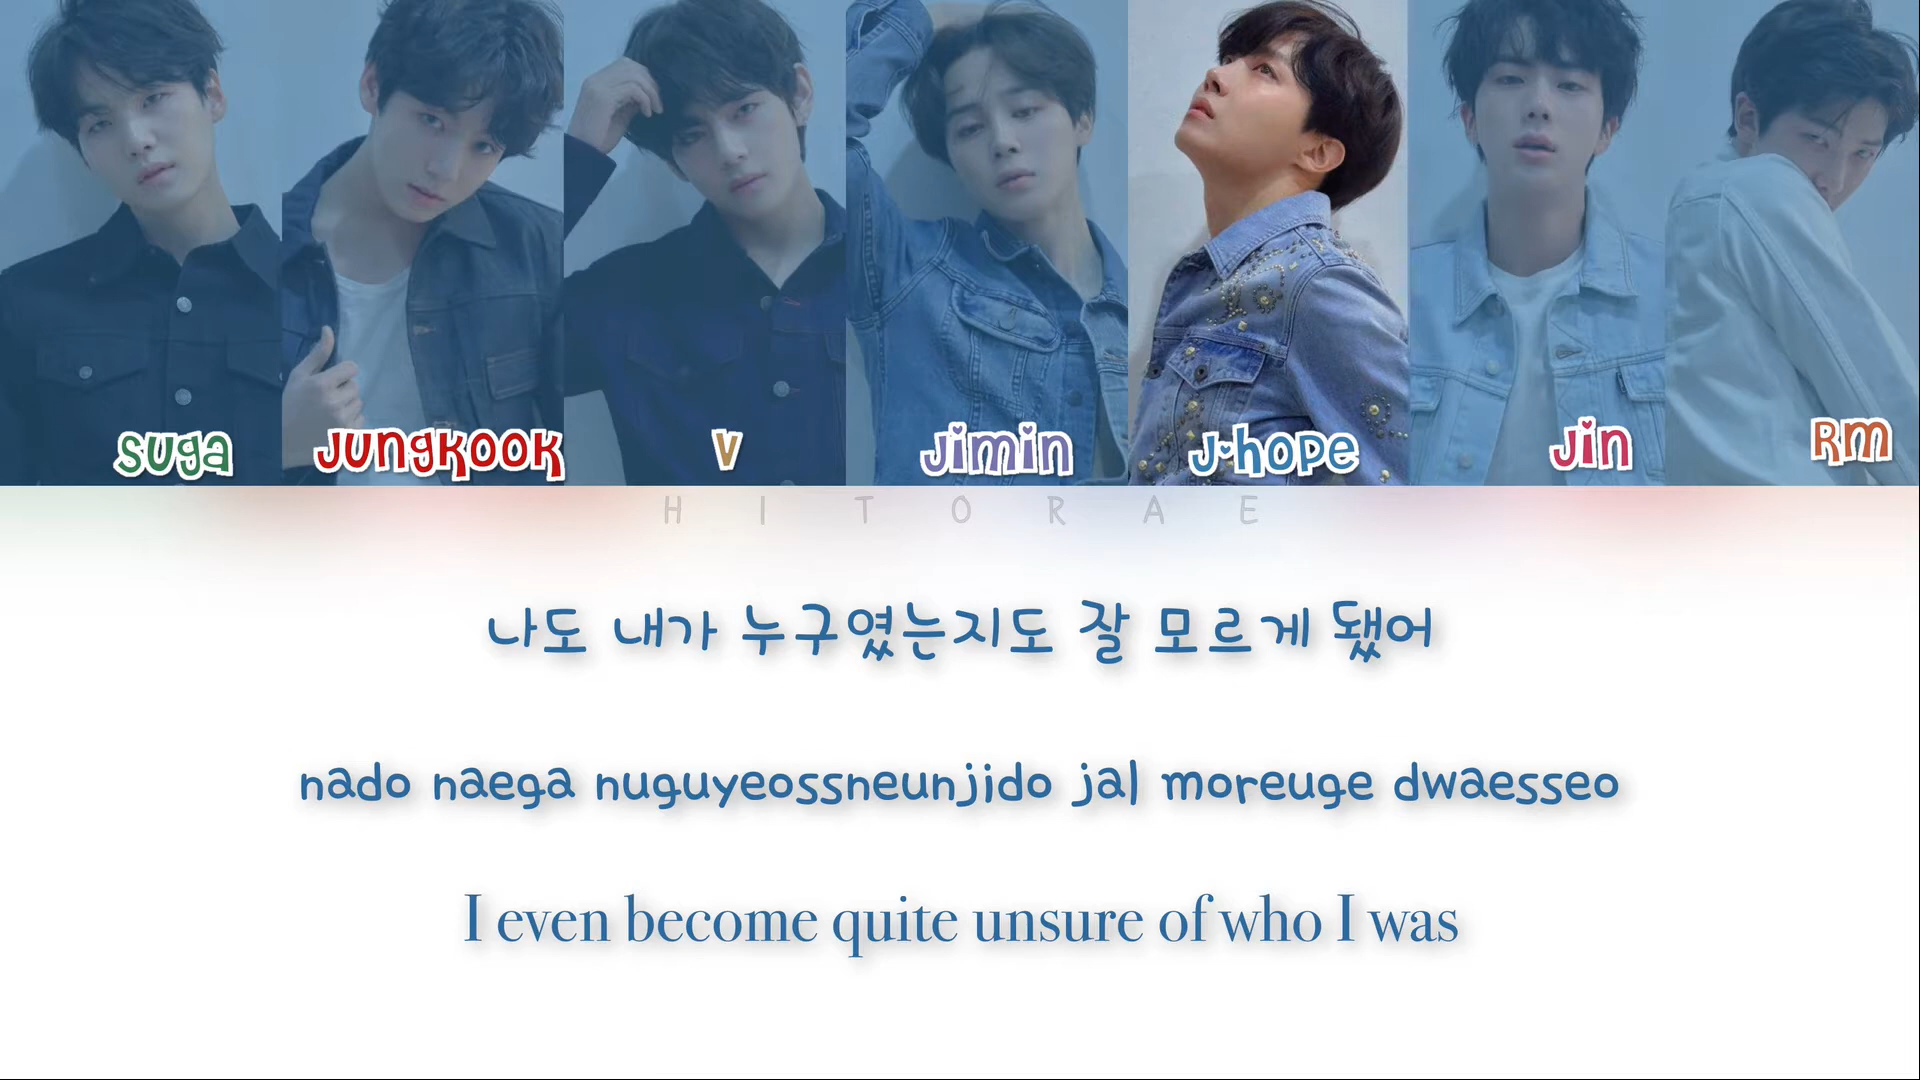 suga Jungkook V Jimin J-hope Jin Rm
HITORAE
나도 내가 누구였는지도 잘 모르게 됐어
nado naega nuguyeossneunjido jal moreuge dwaesseo
I even become quite unsure of who I was